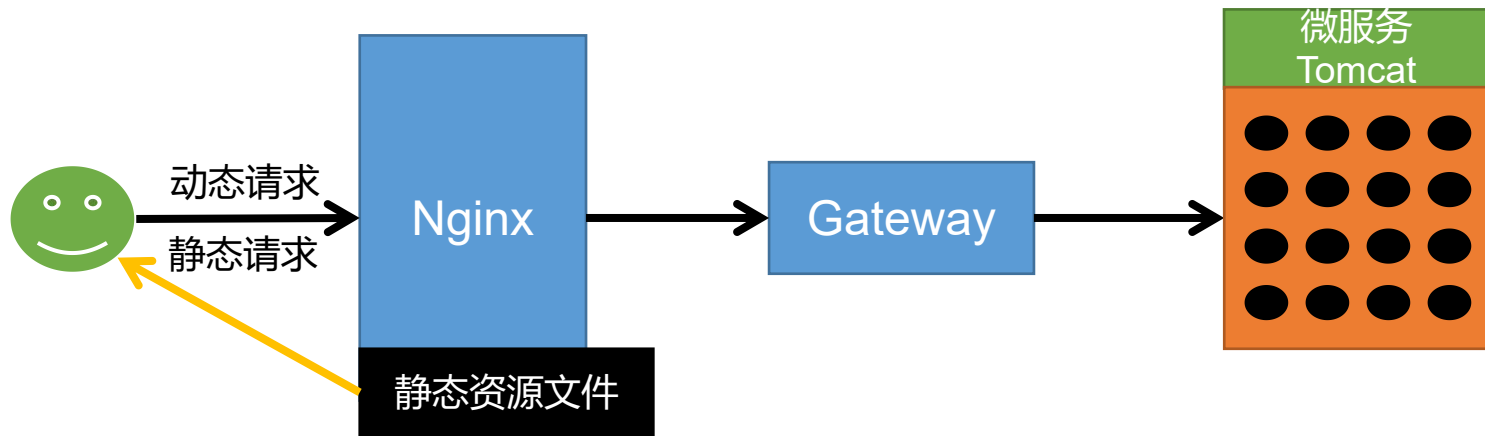 微服务
Tomcat
动态请求
静态请求
Nginx
Gateway
静态资源文件